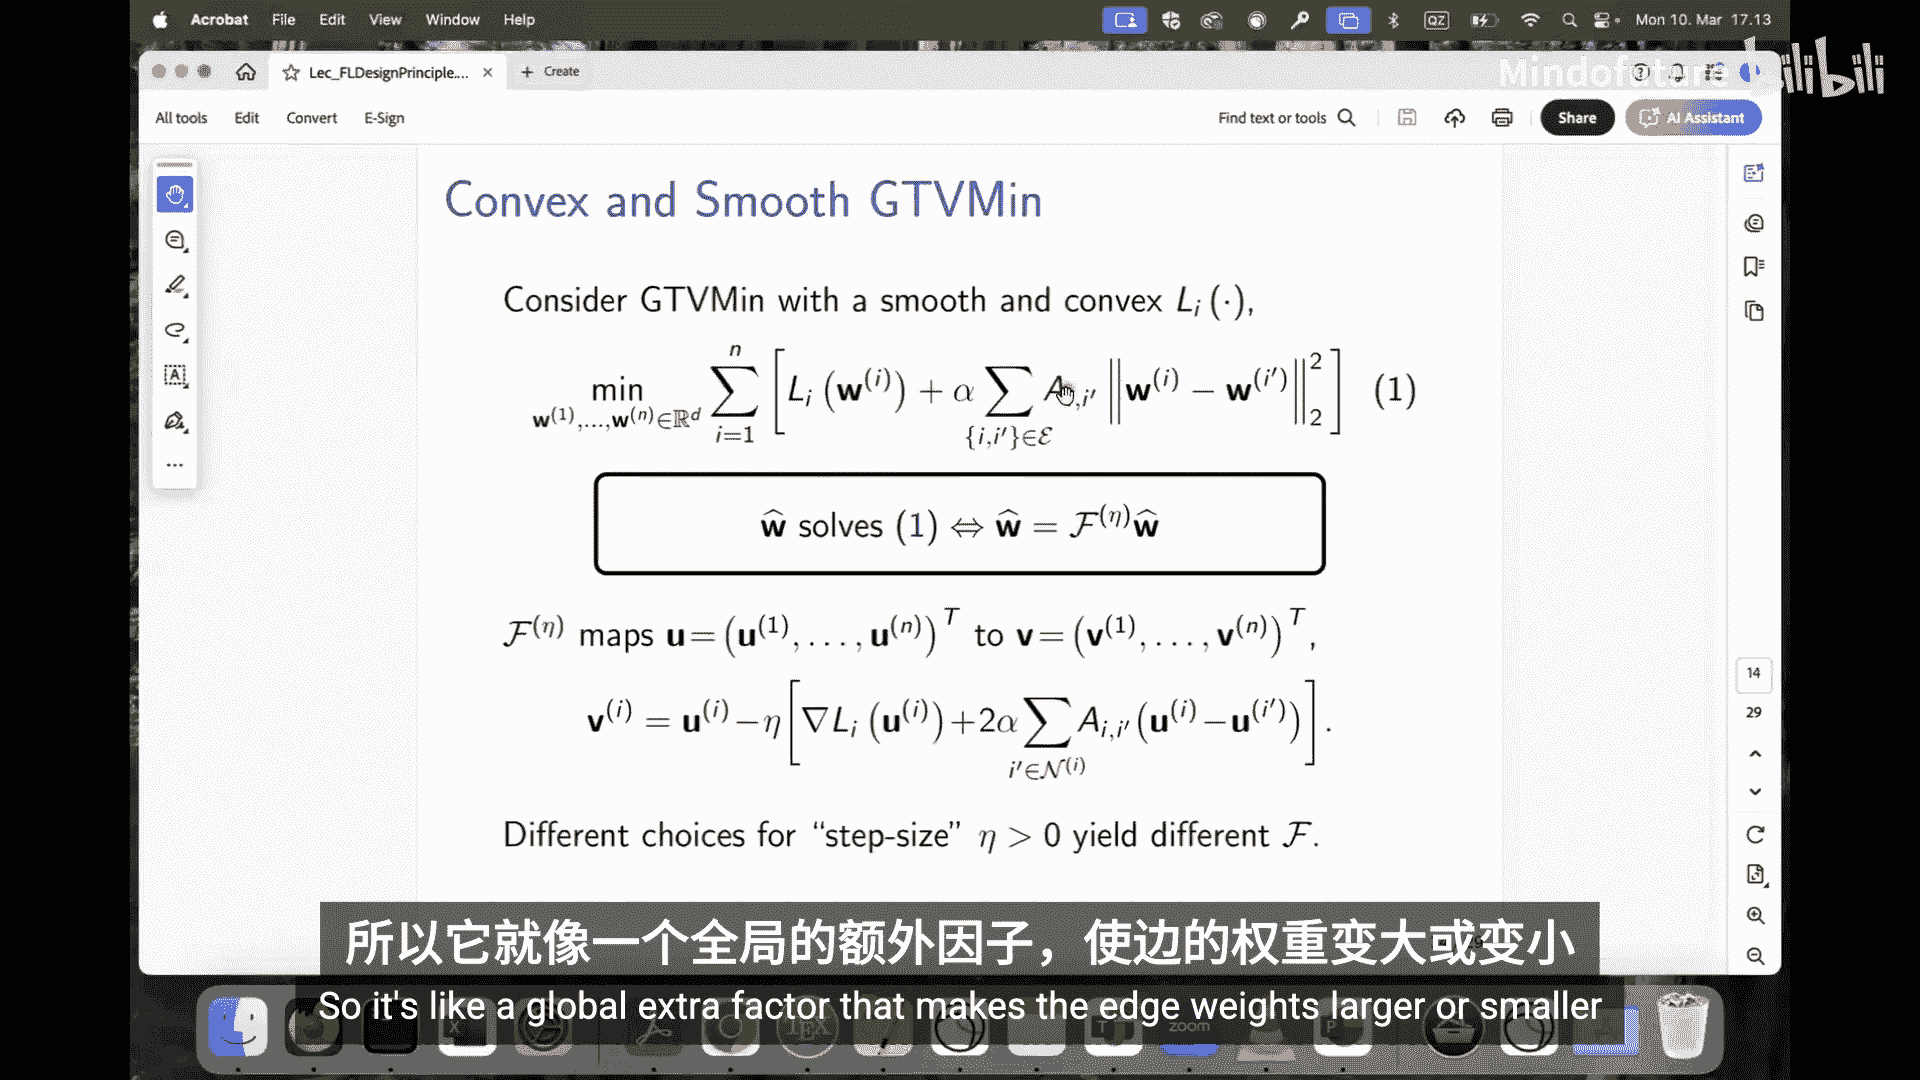 Acrobat File Edit View Window Help QZ Mon 10. Mar 17.13
Lec_FLDesignPrinciple.... × + Create
Mindofuture bilibili
All tools Edit Convert E-Sign Find text or tools Share AI Assistant
Convex and Smooth GTVMin
Consider GTVMin with a smooth and convex L_i (·),
min_{w^{(1)},...,w^{(n)}∈ℝ^d} ∑_{i=1}^{n} [ L_i (w^{(i)}) + α ∑_{{i,i′}∈ℰ} A_{,i′} ‖w^{(i)} − w^{(i′)}‖_2^2 ] (1)
ŵ solves (1) ⇔ ŵ = ℱ^{(η)}ŵ
ℱ^{(η)} maps u=(u^{(1)}, . . . , u^{(n)})^T to v=(v^{(1)}, . . . , v^{(n)})^T,
v^{(i)} = u^{(i)}−η[∇L_i (u^{(i)})+2α∑_{i′∈𝒩^{(i)}} A_{i,i′}(u^{(i)}−u^{(i′)})].
Different choices for “step-size” η > 0 yield different ℱ.
14
29
所以它就像一个全局的额外因子，使边的权重变大或变小
So it's like a global extra factor that makes the edge weights larger or smaller
zoom